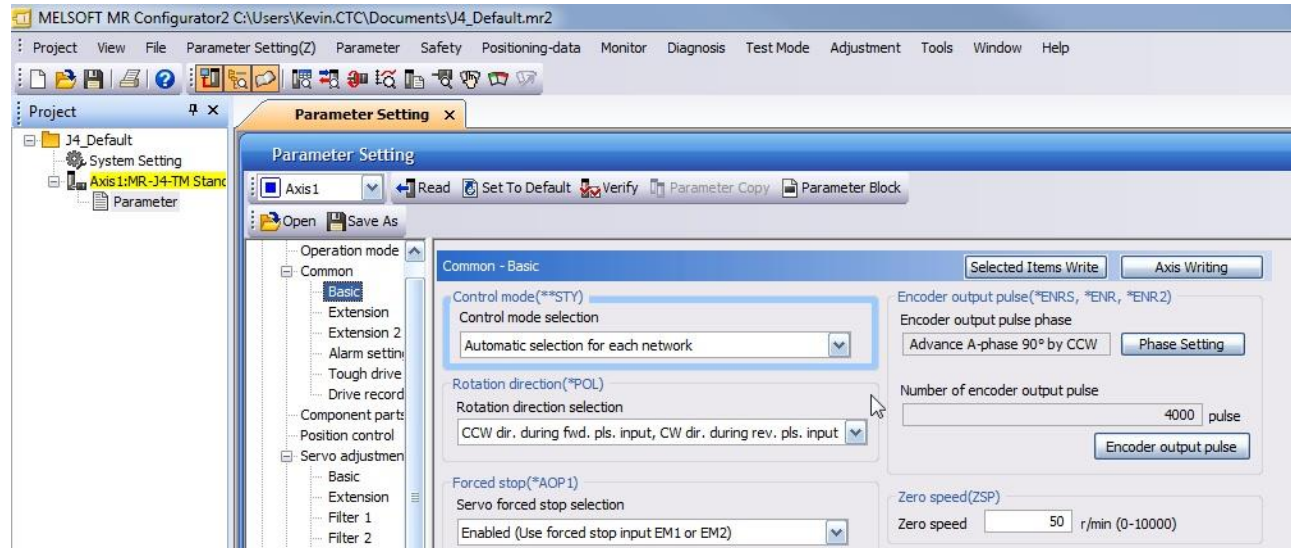 MELSOFT MR Configurator2 C:\Users\Kevin.CTC\Documents\J4_Default.mr2
Project View File Parameter Setting(Z) Parameter Safety Positioning-data Monitor Diagnosis Test Mode Adjustment Tools Window Help
Project
Parameter Setting
J4_Default
System Setting
Axis1:MR-J4-TM Stanc
Parameter
Parameter Setting
Axis1 Read Set To Default Verify Parameter Copy Parameter Block
Open Save As
Operation mode
Common
Basic
Extension
Extension 2
Alarm setting
Tough drive
Drive record
Component parts
Position control
Servo adjustmen
Basic
Extension
Filter 1
Filter 2
Common - Basic
Selected Items Write Axis Writing
Control mode(**STY)
Control mode selection
Automatic selection for each network
Rotation direction(*POL)
Rotation direction selection
CCW dir. during fwd. pls. input, CW dir. during rev. pls. input
Forced stop(*AOP1)
Servo forced stop selection
Enabled (Use forced stop input EM1 or EM2)
Encoder output pulse(*ENRS, *ENR, *ENR2)
Encoder output pulse phase
Advance A-phase 90° by CCW Phase Setting
Number of encoder output pulse
4000 pulse
Encoder output pulse
Zero speed(ZSP)
Zero speed 50 r/min (0-10000)